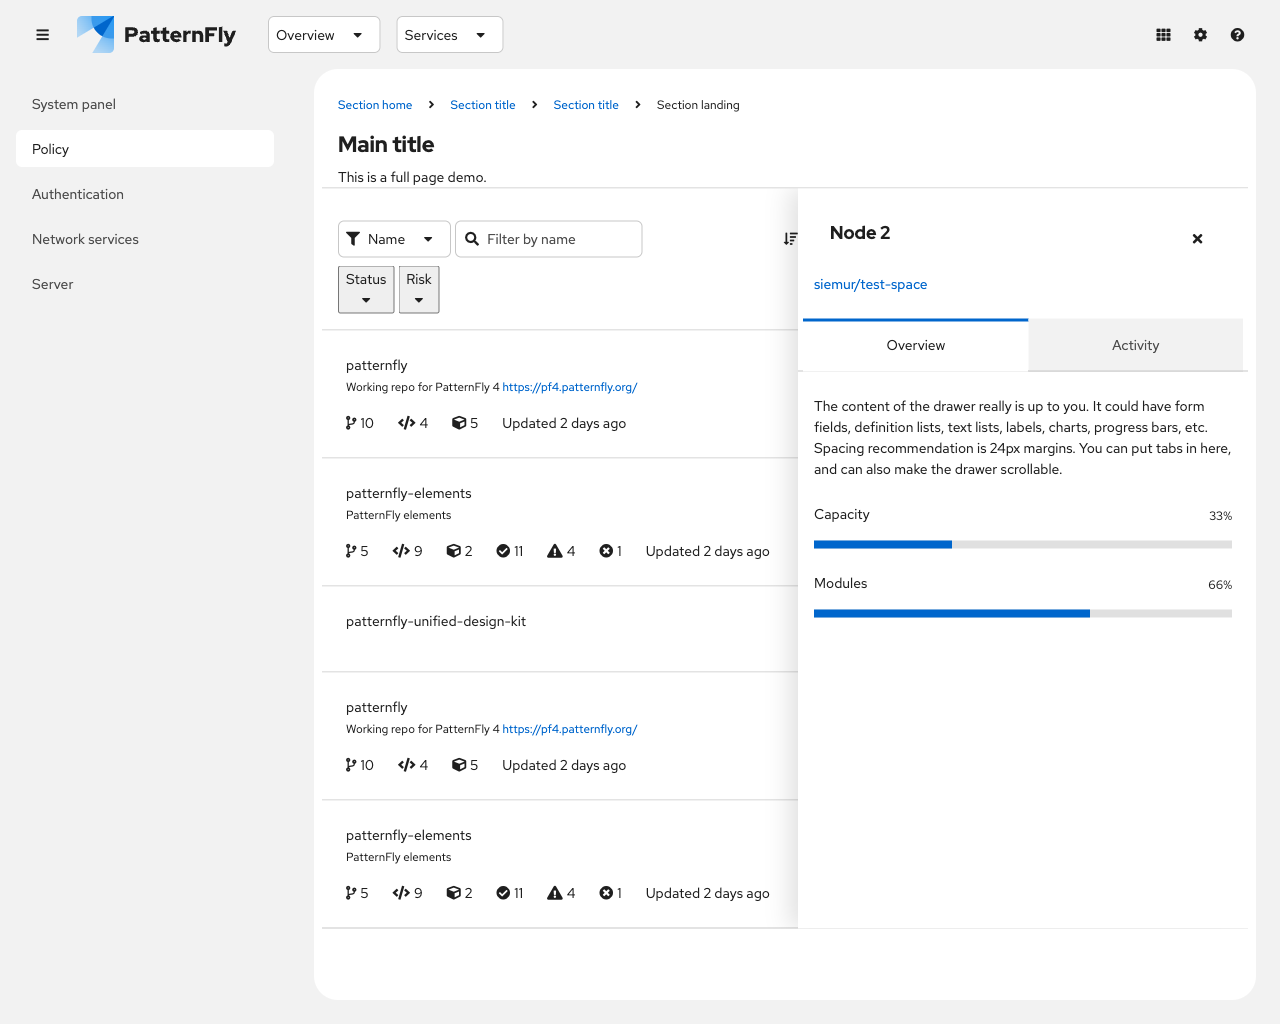 PatternFly
Overview
Services
System panel
Policy
Authentication
Network services
Server
Section home
Section title
Section title
Section landing
Main title
This is a full page demo.
Name
Filter by name
Status
Risk
patternfly
Working repo for PatternFly 4 https://pf4.patternfly.org/
10 4 5 Updated 2 days ago
patternfly-elements
PatternFly elements
5 9 2 11 4 1 Updated 2 days ago
patternfly-unified-design-kit
patternfly
Working repo for PatternFly 4 https://pf4.patternfly.org/
10 4 5 Updated 2 days ago
patternfly-elements
PatternFly elements
5 9 2 11 4 1 Updated 2 days ago
Node 2
siemur/test-space
Overview
Activity
The content of the drawer really is up to you. It could have form
fields, definition lists, text lists, labels, charts, progress bars, etc.
Spacing recommendation is 24px margins. You can put tabs in here,
and can also make the drawer scrollable.
Capacity
33%
Modules
66%